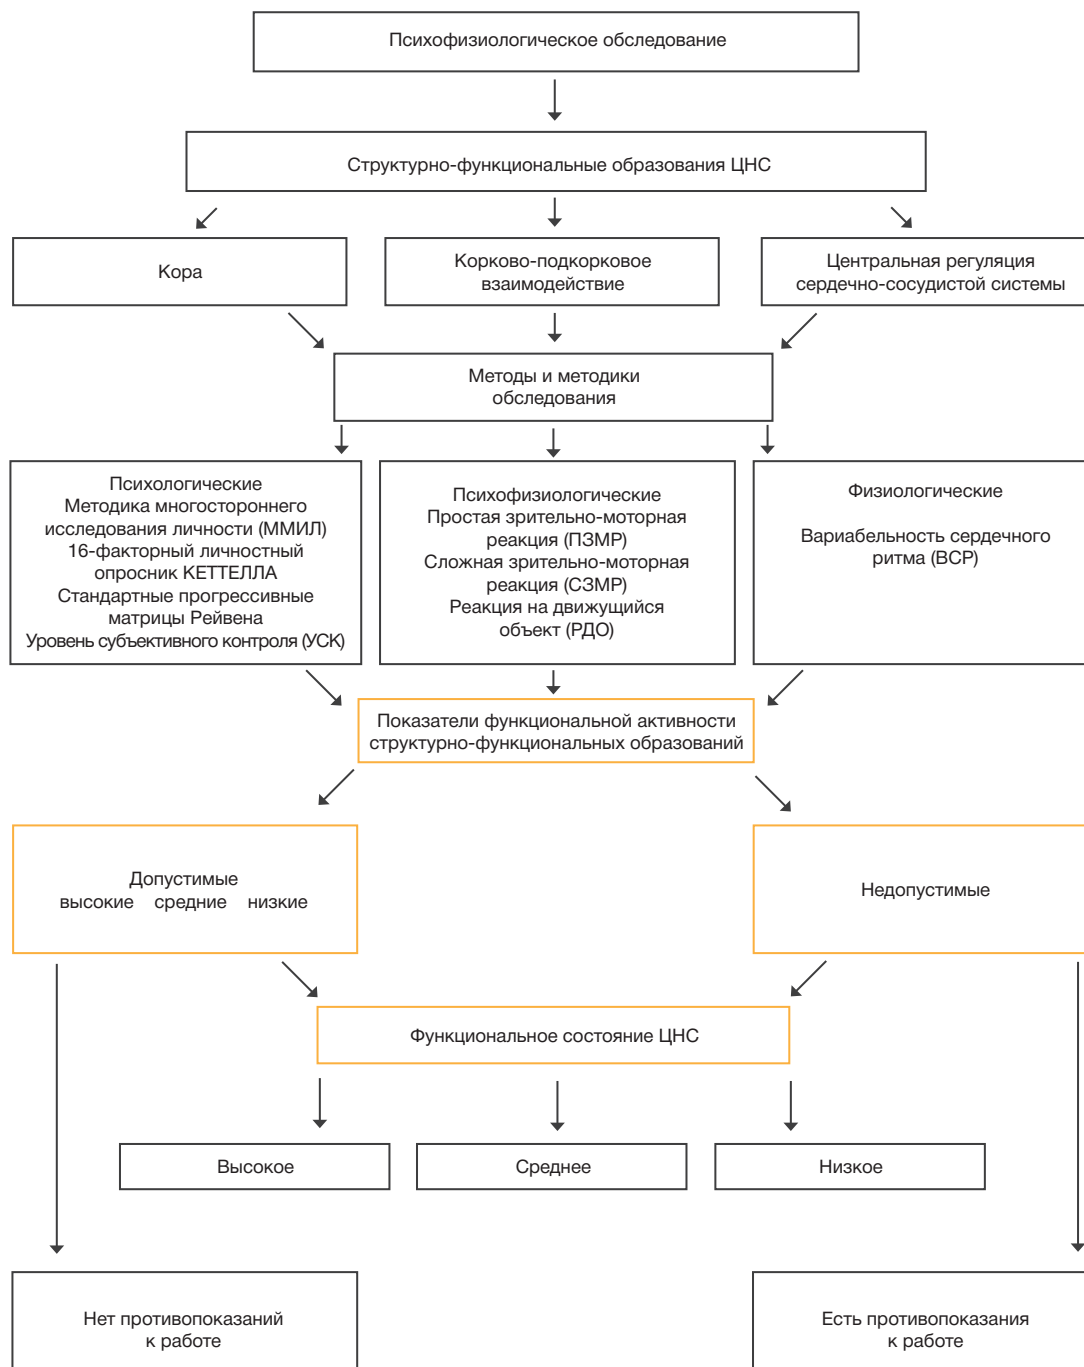 Психофизиологическое обследование
Структурно-функциональные образования ЦНС
Кора
Корково-подкорковое
взаимодействие
Центральная регуляция
сердечно-сосудистой системы
Методы и методики
обследования
Психологические
Методика многостороннего
исследования личности (ММИЛ)
16-факторный личностный
опросник КЕТТЕЛЛА
Стандартные прогрессивные
матрицы Рейвена
Уровень субъективного контроля (УСК)
Психофизиологические
Простая зрительно-моторная
реакция (ПЗМР)
Сложная зрительно-моторная
реакция (СЗМР)
Реакция на движущийся
объект (РДО)
Физиологические
Вариабельность сердечного
ритма (ВСР)
Показатели функциональной активности
структурно-функциональных образований
Допустимые
высокие средние низкие
Недопустимые
Функциональное состояние ЦНС
Высокое
Среднее
Низкое
Нет противопоказаний
к работе
Есть противопоказания
к работе